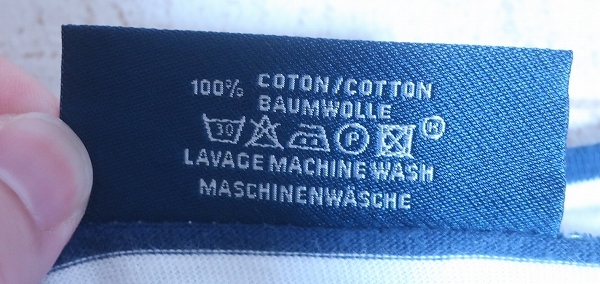 100% COTON/COTTON
BAUMWOLLE
30 P H
LAVAGE MACHINE WASH
MASCHINENWÄSCHE